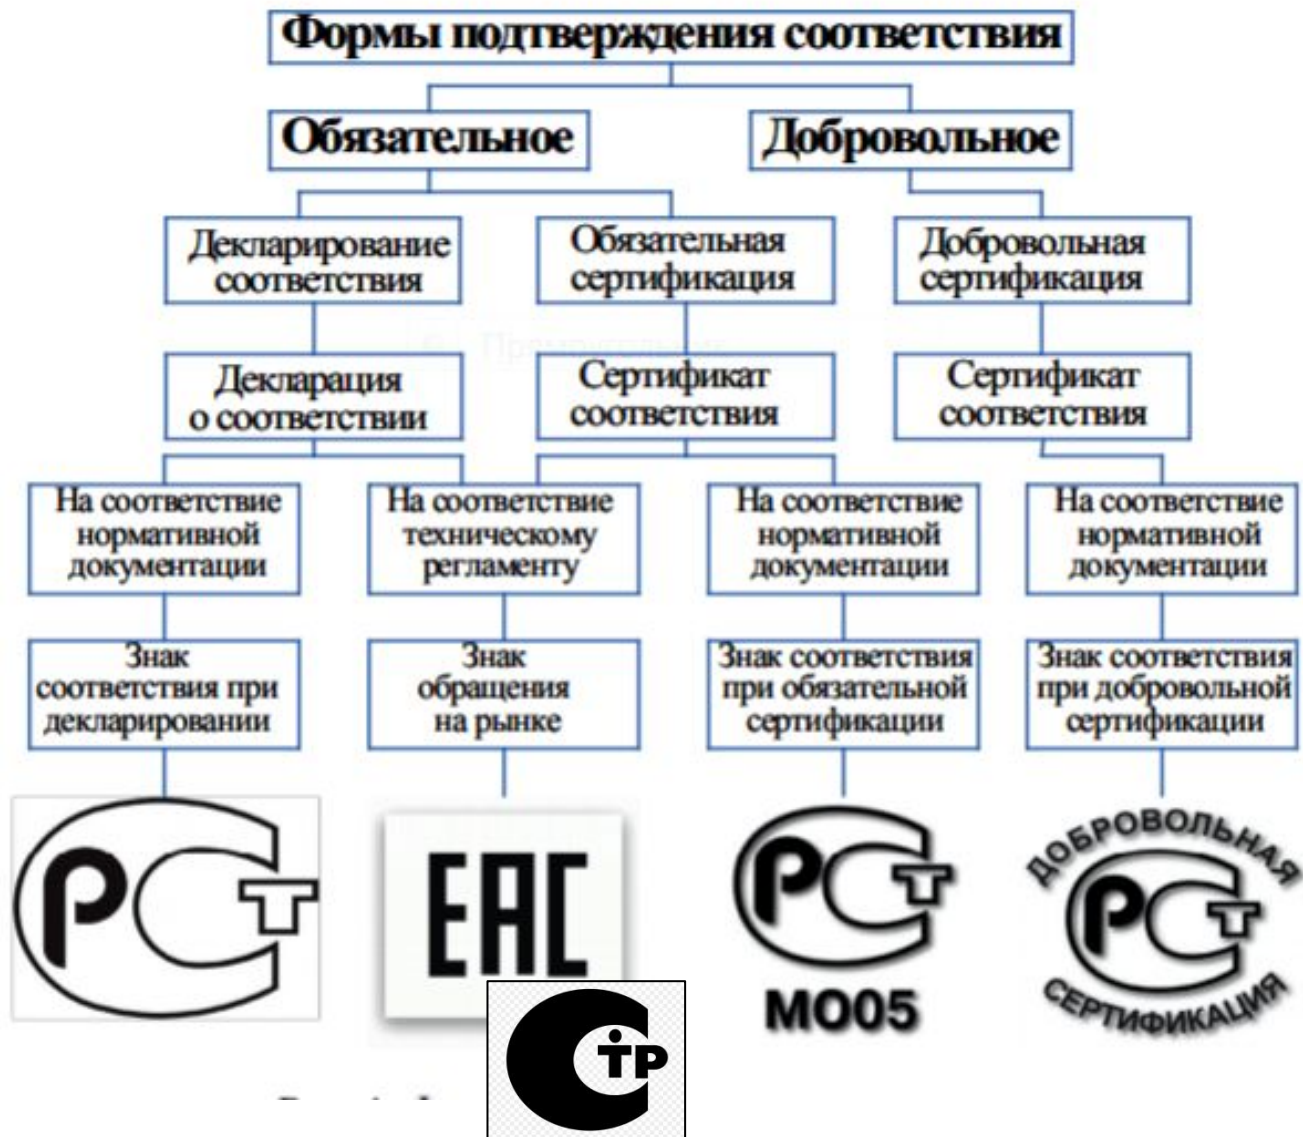 Формы подтверждения соответствия
Обязательное
Добровольное
Декларирование
соответствия
Обязательная
сертификация
Добровольная
сертификация
Декларация
о соответствии
Сертификат
соответствия
Сертификат
соответствия
На соответствие
нормативной
документации
На соответствие
техническому
регламенту
На соответствие
нормативной
документации
На соответствие
нормативной
документации
Знак
соответствия при
декларировании
Знак
обращения
на рынке
Знак соответствия
при обязательной
сертификации
Знак соответствия
при добровольной
сертификации
РСТ
ЕАС
СТР
РСТ
МО05
ДОБРОВОЛЬНАЯ
РСТ
СЕРТИФИКАЦИЯ